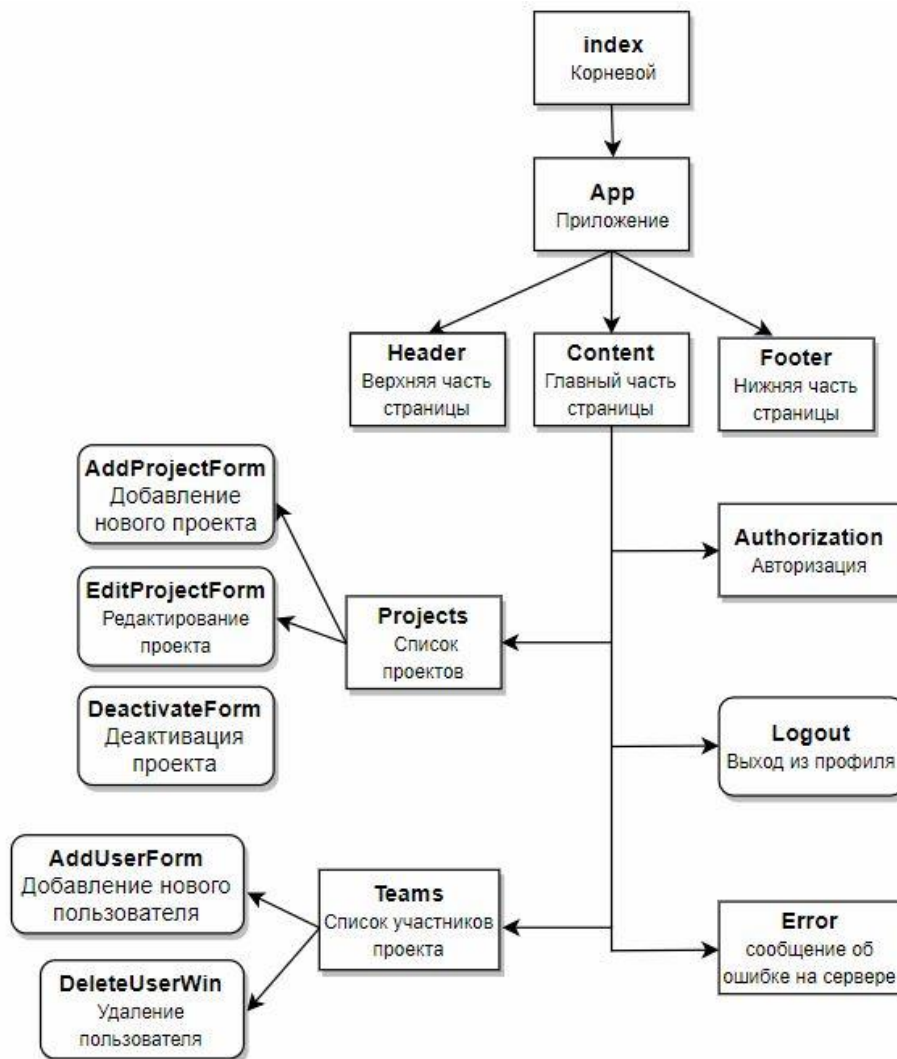 index
Корневой
App
Приложение
Header
Верхняя часть
страницы
Content
Главный часть
страницы
Footer
Нижняя часть
страницы
AddProjectForm
Добавление
нового проекта
EditProjectForm
Редактирование
проекта
DeactivateForm
Деактивация
проекта
Projects
Список
проектов
Authorization
Авторизация
Logout
Выход из профиля
AddUserForm
Добавление нового
пользователя
DeleteUserWin
Удаление
пользователя
Teams
Список участников
проекта
Error
сообщение об
ошибке на сервере